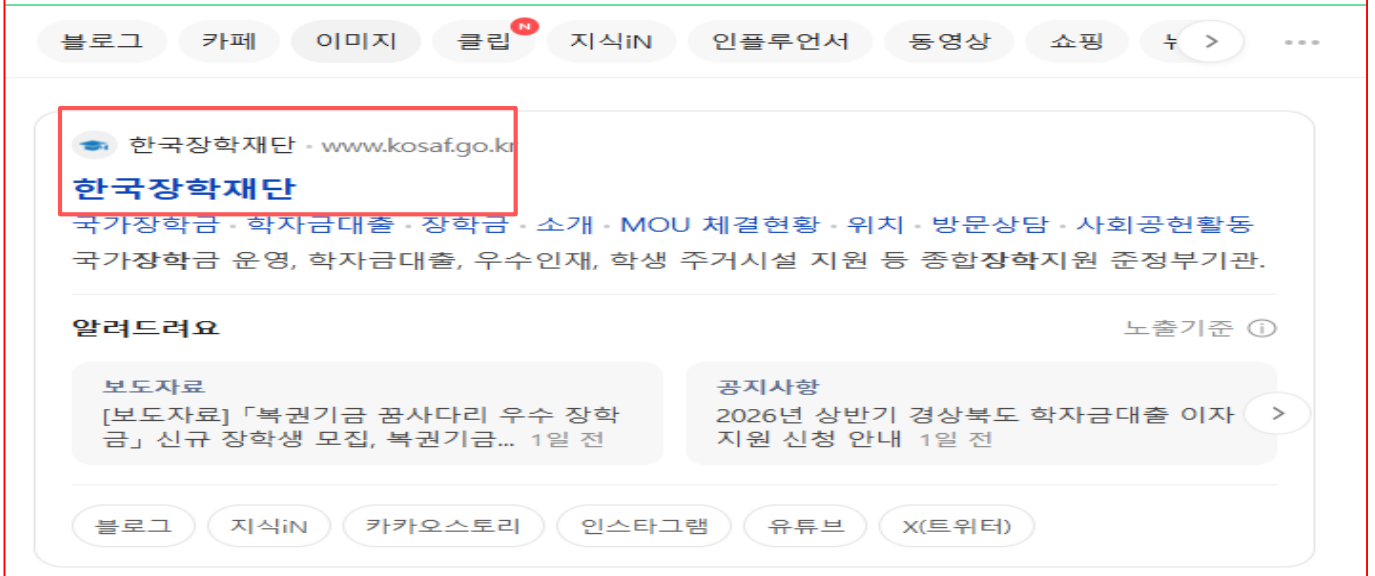 블로그 카페 이미지 클립 N 지식iN 인플루언서 동영상 쇼핑
한국장학재단 · www.kosaf.go.kr
한국장학재단
국가장학금 · 학자금대출 · 장학금 · 소개 · MOU 체결현황 · 위치 · 방문상담 · 사회공헌활동
국가장학금 운영, 학자금대출, 우수인재, 학생 주거시설 지원 등 종합장학지원 준정부기관.
알려드려요 노출기준
보도자료
[보도자료]「복권기금 꿈사다리 우수 장학
금」신규 장학생 모집, 복권기금... 1일 전
공지사항
2026년 상반기 경상북도 학자금대출 이자
지원 신청 안내 1일 전
블로그 지식iN 카카오스토리 인스타그램 유튜브 X(트위터)